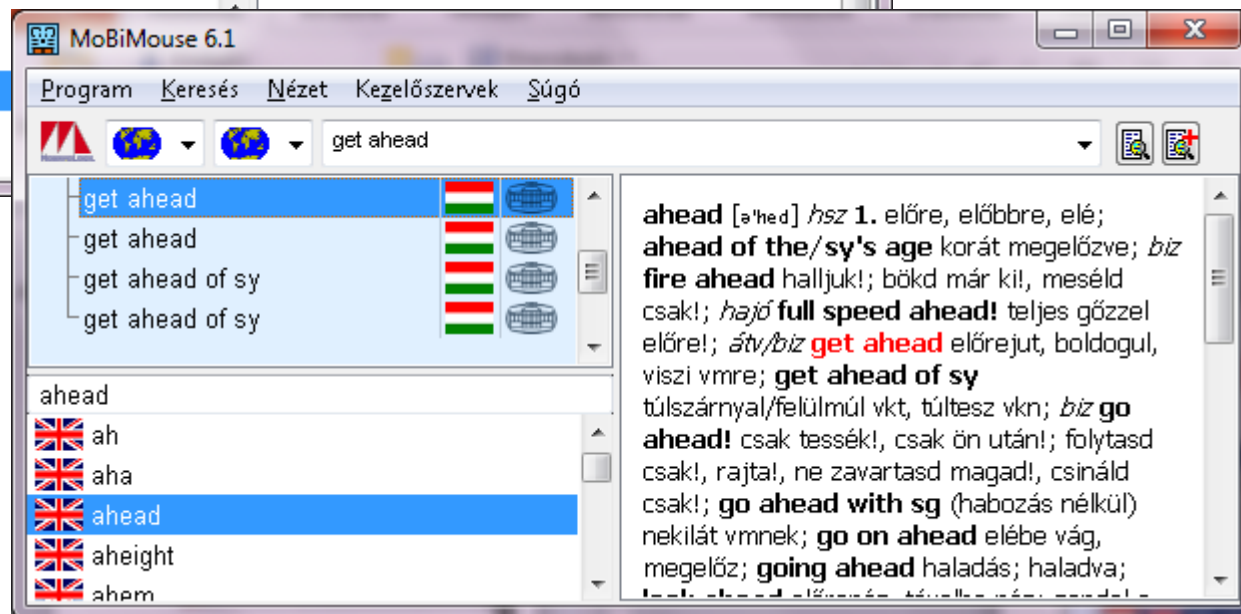 MoBiMouse 6.1
Program Keresés Nézet Kezelőszervek Súgó
get ahead
get ahead
get ahead
get ahead of sy
get ahead of sy
ahead
ah
aha
ahead
aheight
ahem
ahead [ə'hed] hsz 1. előre, előbbre, elé;
ahead of the/sy's age korát megelőzve; biz
fire ahead halljuk!; bökd már ki!, meséld
csak!; hajó full speed ahead! teljes gőzzel
előre!; átv/biz get ahead előrejut, boldogul,
viszi vmre; get ahead of sy
túlszárnyal/felülmúl vkt, túltesz vkn; biz go
ahead! csak tessék!, csak ön után!; folytasd
csak!, rajta!, ne zavartasd magad!, csináld
csak!; go ahead with sg (habozás nélkül)
nekilát vmnek; go on ahead elébe vág,
megelőz; going ahead haladás; haladva;